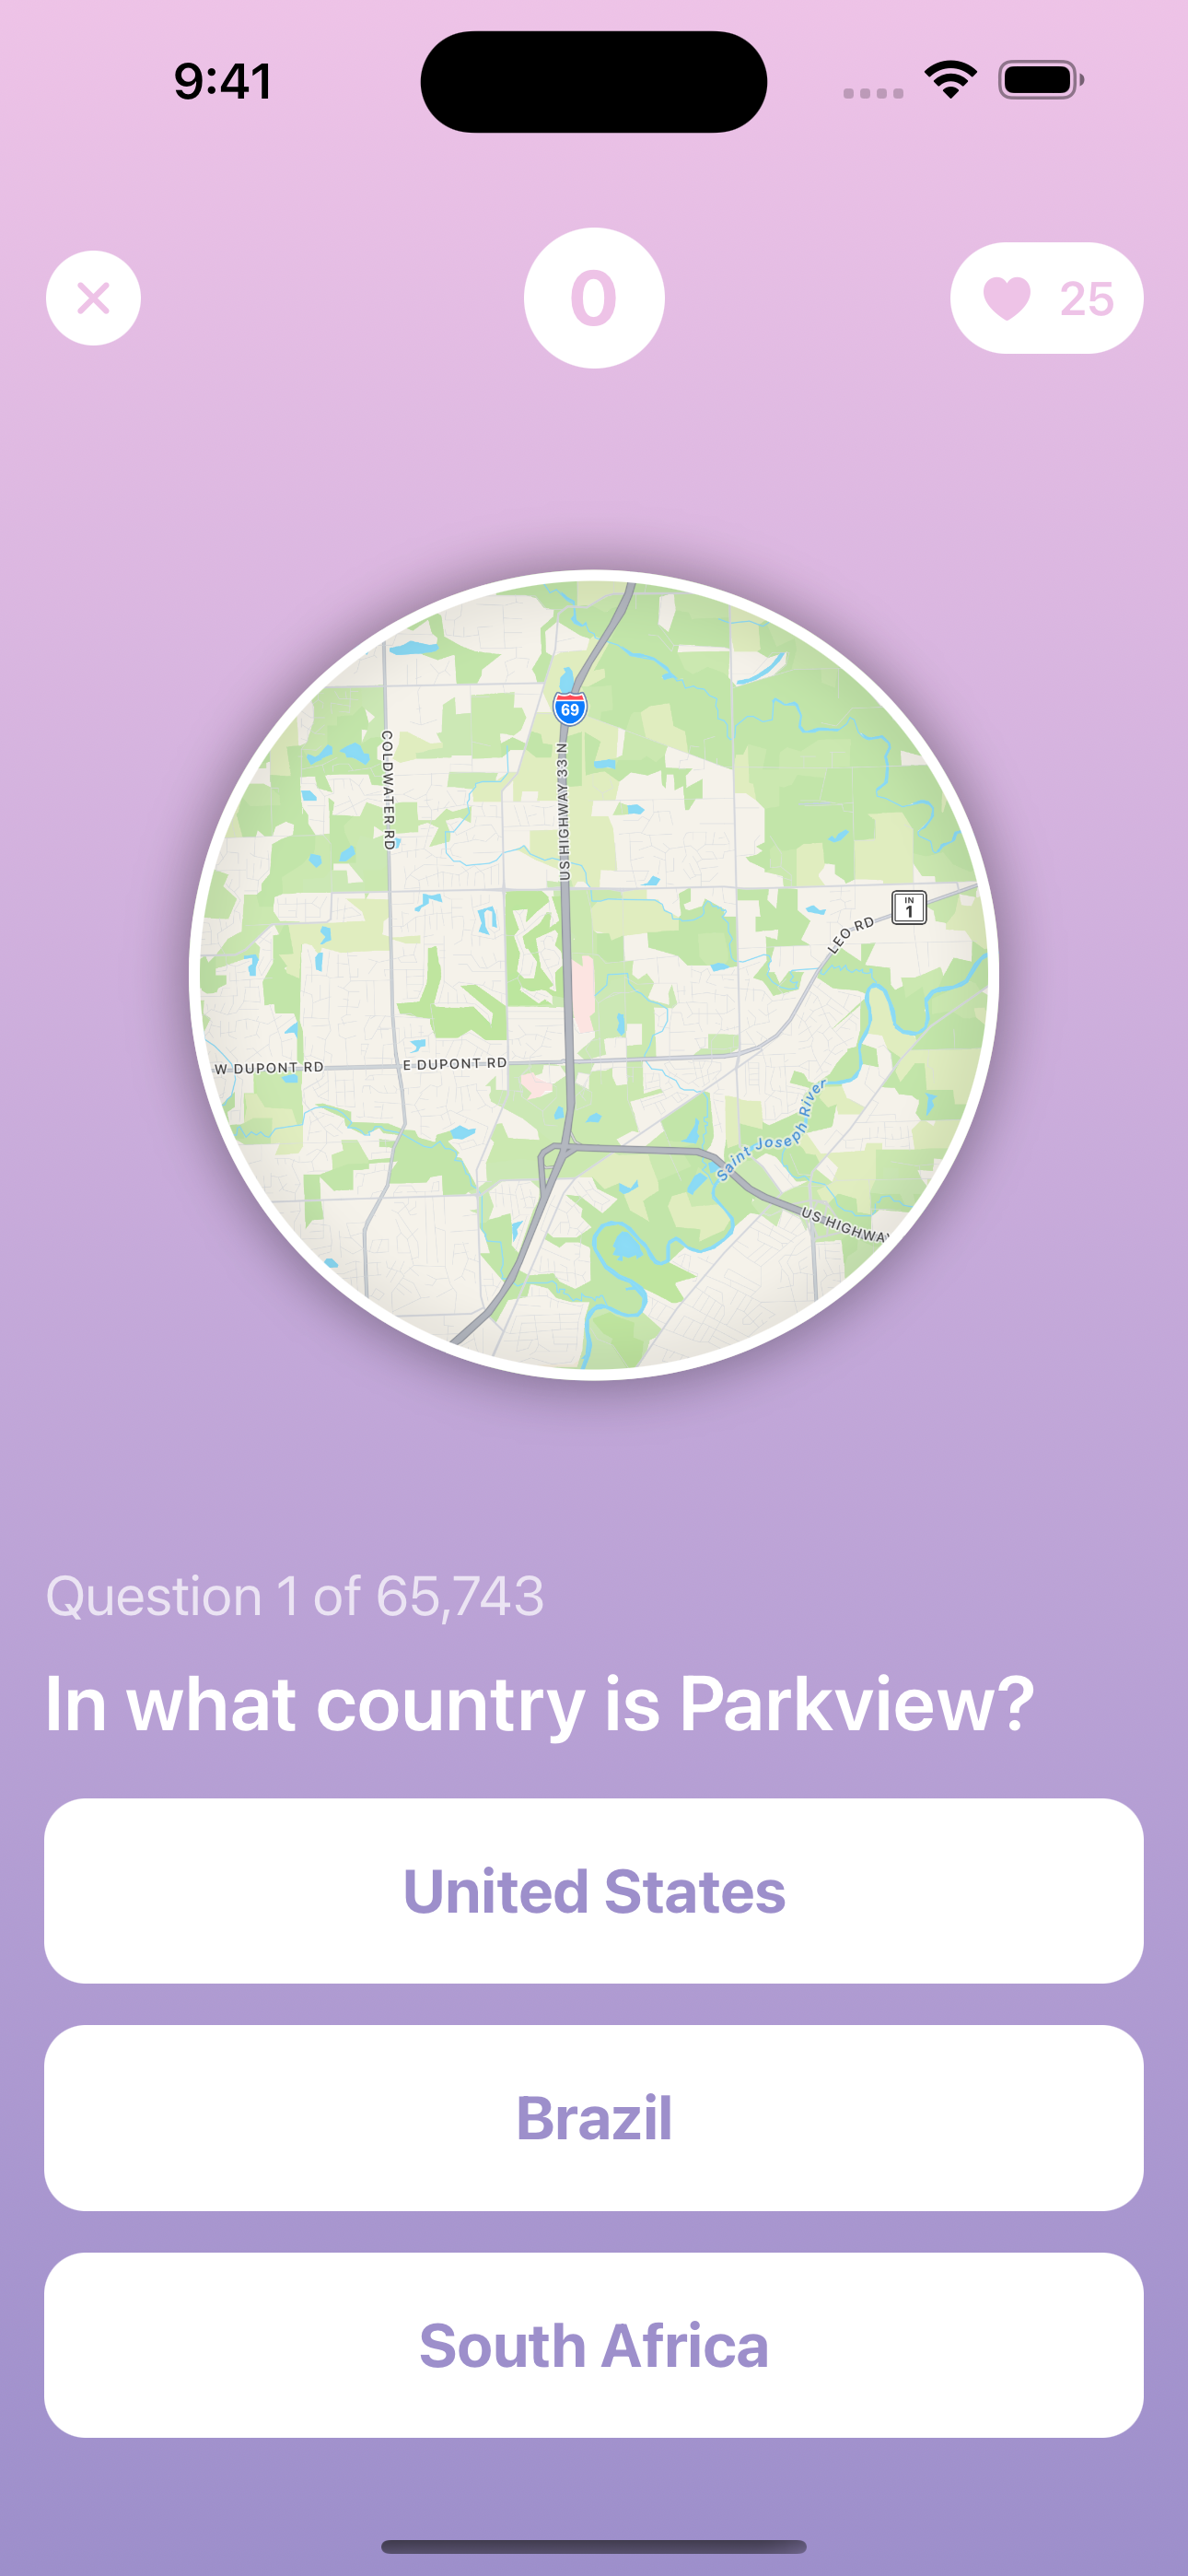 9:41
0
25
69
COLDWATER RD
US HIGHWAY 33 N
IN
1
LEO RD
W DUPONT RD
E DUPONT RD
Saint Joseph River
US HIGHWAY
Question 1 of 65,743
In what country is Parkview?
United States
Brazil
South Africa